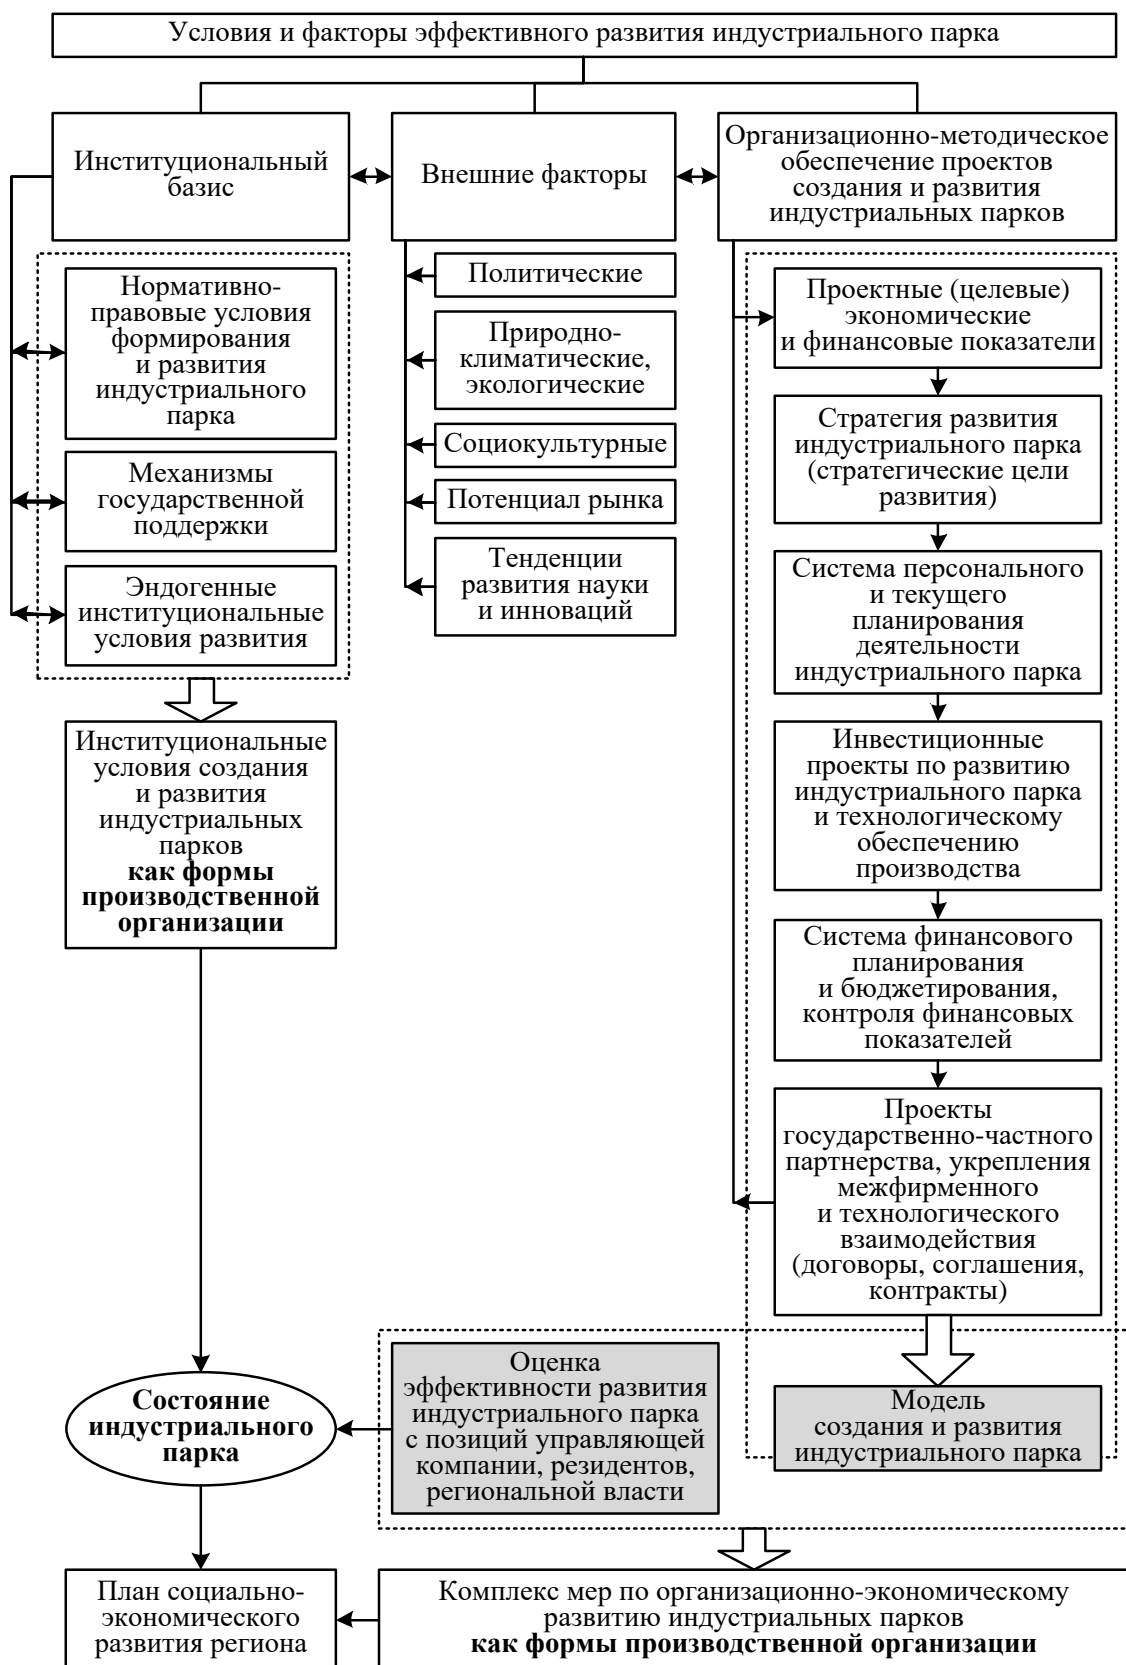 Условия и факторы эффективного развития индустриального парка
Институциональный
базис
Внешние факторы
Организационно-методическое
обеспечение проектов
создания и развития
индустриальных парков
Нормативно-
правовые условия
формирования
и развития
индустриального
парка
Механизмы
государственной
поддержки
Эндогенные
институциональные
условия развития
Институциональные
условия создания
и развития
индустриальных
парков
как формы
производственной
организации
Политические
Природно-
климатические,
экологические
Социокультурные
Потенциал рынка
Тенденции
развития науки
и инноваций
Проектные (целевые)
экономические
и финансовые показатели
Стратегия развития
индустриального парка
(стратегические цели
развития)
Система персонального
и текущего
планирования
деятельности
индустриального парка
Инвестиционные
проекты по развитию
индустриального парка
и технологическому
обеспечению
производства
Система финансового
планирования
и бюджетирования,
контроля финансовых
показателей
Проекты
государственно-частного
партнерства, укрепления
межфирменного
и технологического
взаимодействия
(договоры, соглашения,
контракты)
Состояние
индустриального
парка
Оценка
эффективности развития
индустриального парка
с позиций управляющей
компании, резидентов,
региональной власти
Модель
создания и развития
индустриального парка
План социально-
экономического
развития региона
Комплекс мер по организационно-экономическому
развитию индустриальных парков
как формы производственной организации